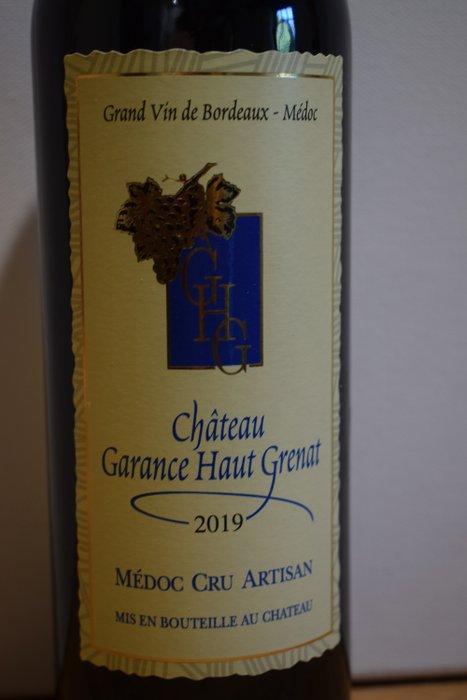 Grand Vin de Bordeaux - Médoc
GHG
Château
Garance Haut Grenat
2019
MÉDOC CRU ARTISAN
MIS EN BOUTEILLE AU CHATEAU